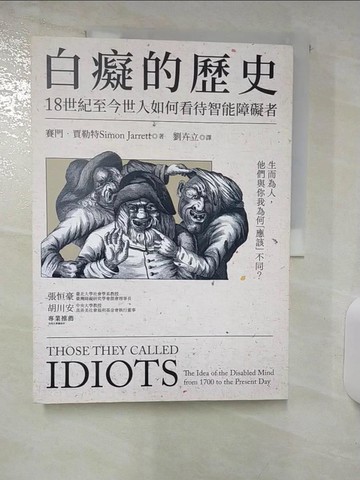 白癡的歷史
18世紀至今世人如何看待智能障礙者
賽門・賈勒特Simon Jarrett 著 劉卉立 譯
生而為人，
他們與你我為何「應該」不同？
張恒豪
胡川安
專業推薦
THOSE THEY CALLED
IDIOTS
The Idea of the Disabled Mind
from 1700 to the Present Day